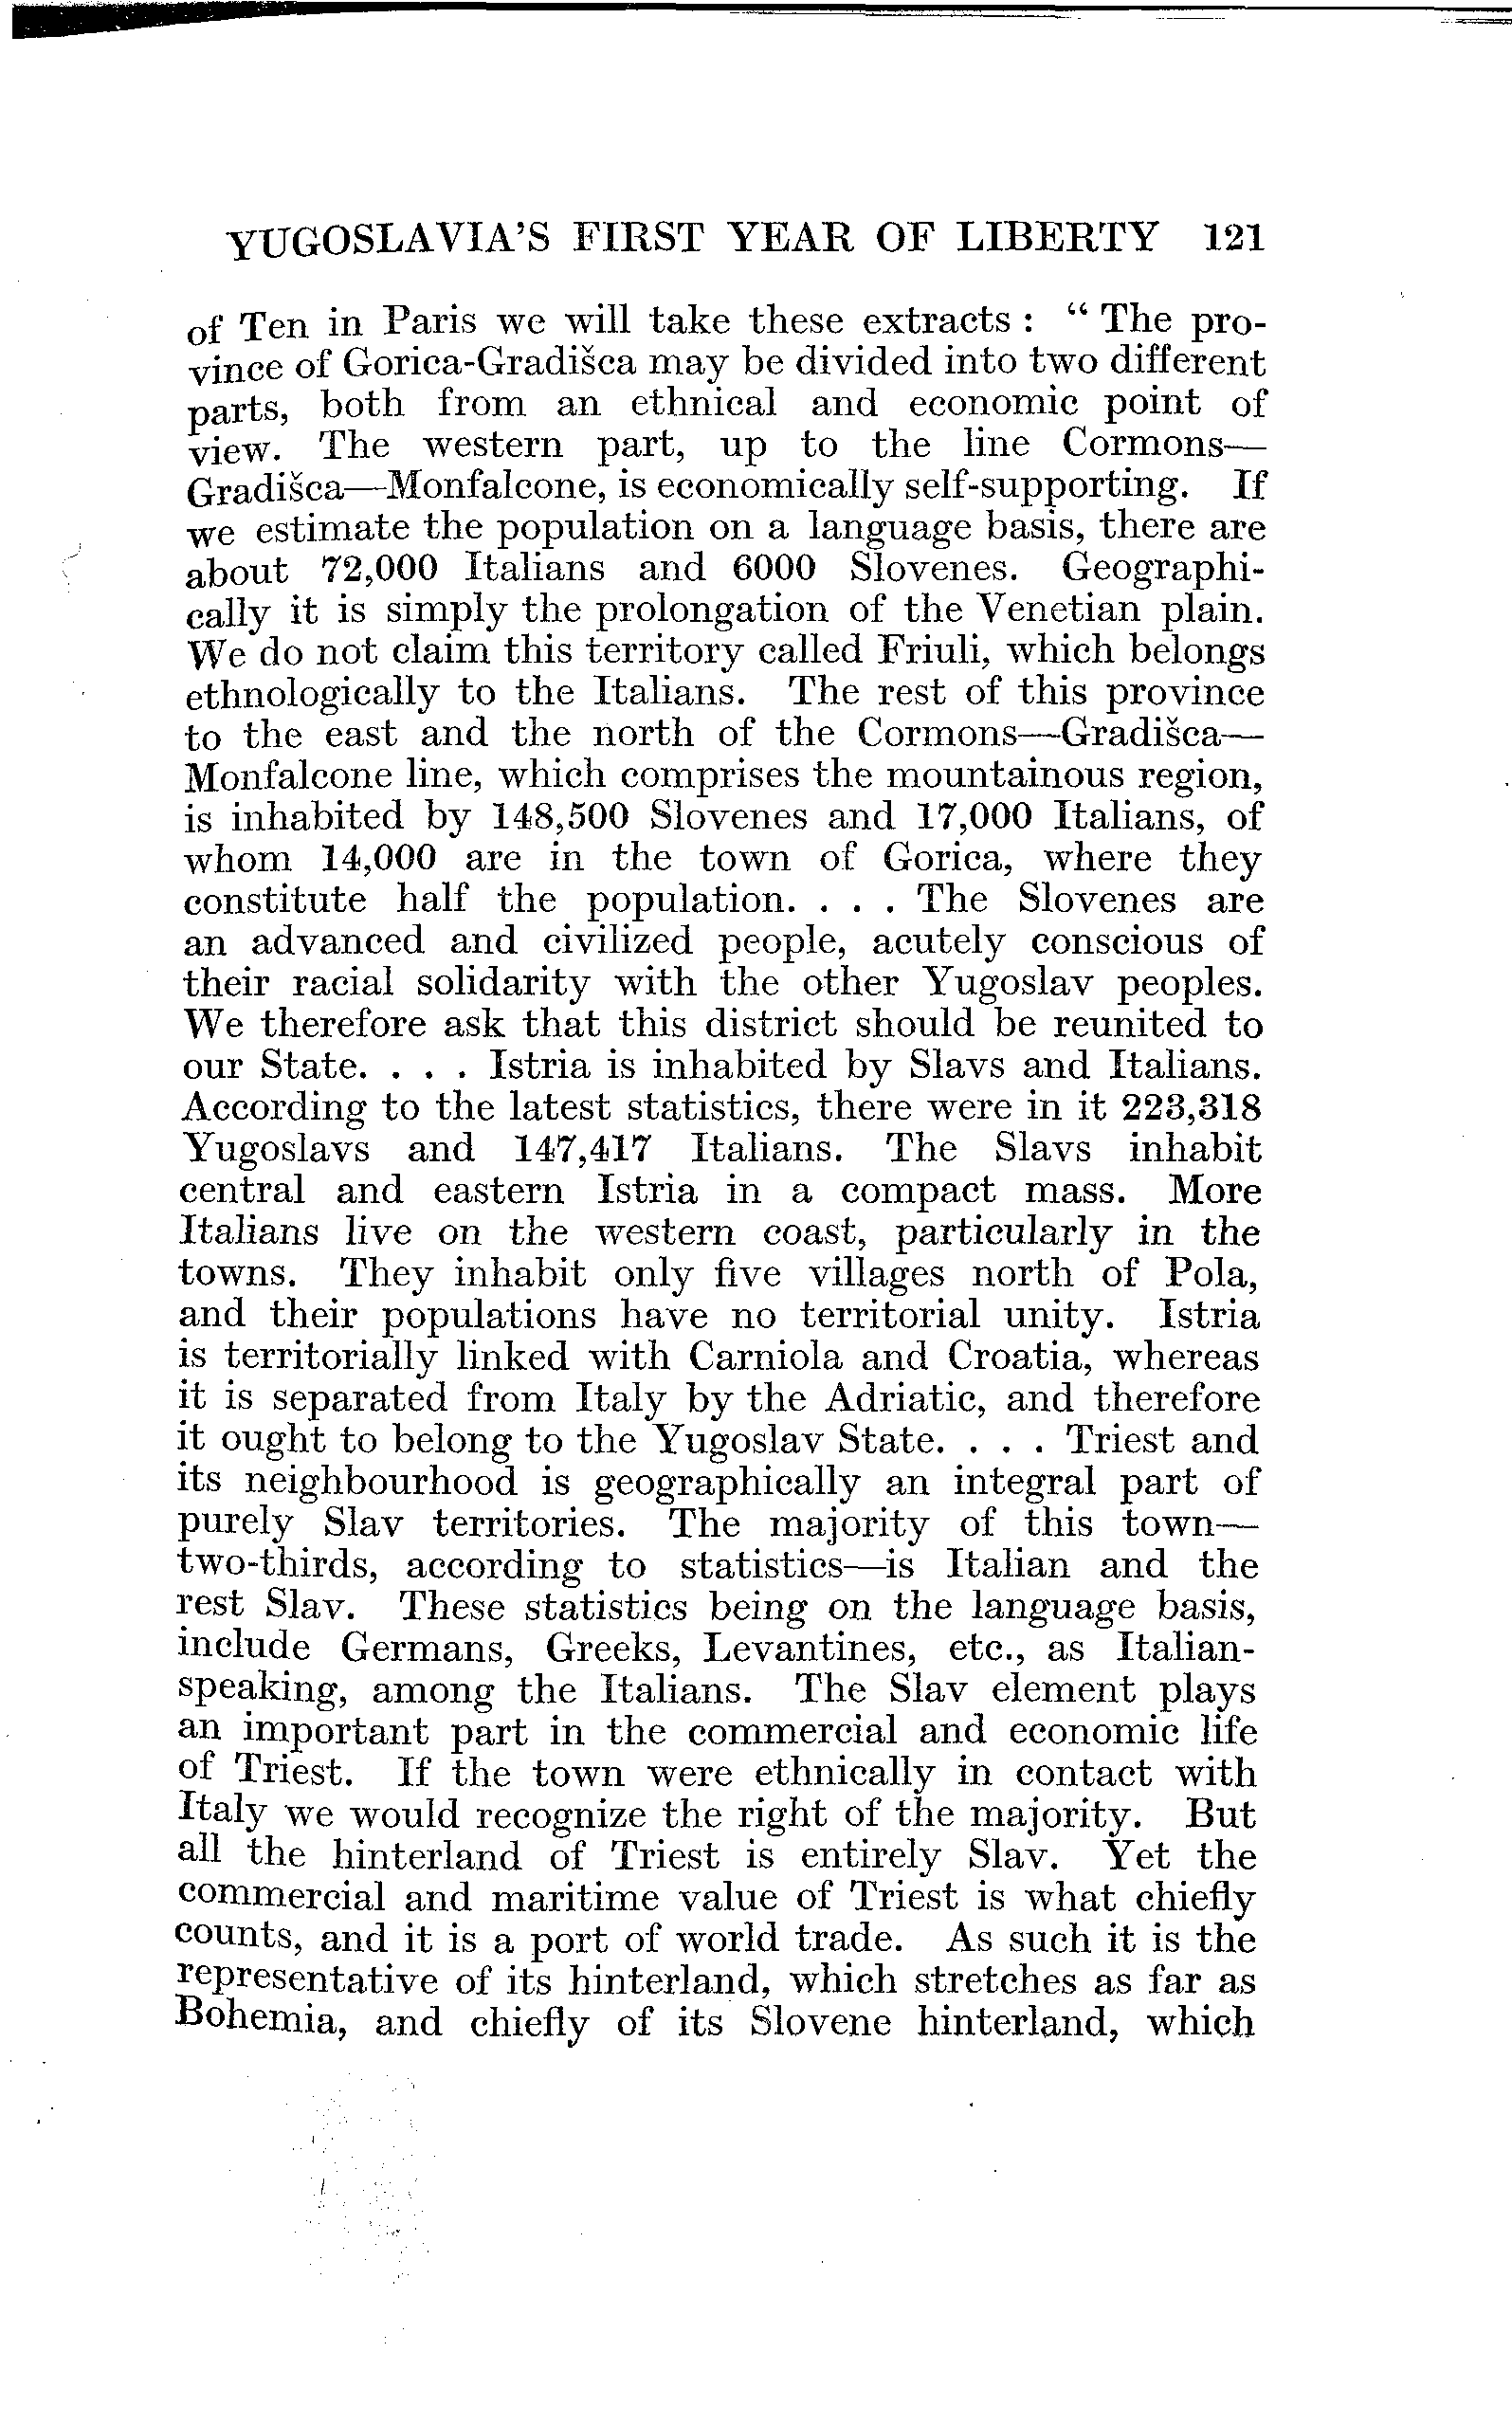 YUGOSLAVIA'S FIRST YEAR OF LIBERTY 121
of Ten in Paris we will take these extracts : " The pro-
vince of Gorica-Gradišca may be divided into two different
parts, both from an ethnical and economic point of
view. The western part, up to the line Cormons—
Gradišca—Monfalcone, is economically self-supporting. If
we estimate the population on a language basis, there are
about 72,000 Italians and 6000 Slovenes. Geographi-
cally it is simply the prolongation of the Venetian plain.
We do not claim this territory called Friuli, which belongs
ethnologically to the Italians. The rest of this province
to the east and the north of the Cormons—Gradišca—
Monfalcone line, which comprises the mountainous region,
is inhabited by 148,500 Slovenes and 17,000 Italians, of
whom 14,000 are in the town of Gorica, where they
constitute half the population. . . . The Slovenes are
an advanced and civilized people, acutely conscious of
their racial solidarity with the other Yugoslav peoples.
We therefore ask that this district should be reunited to
our State. . . . Istria is inhabited by Slavs and Italians.
According to the latest statistics, there were in it 223,318
Yugoslavs and 147,417 Italians. The Slavs inhabit
central and eastern Istria in a compact mass. More
Italians live on the western coast, particularly in the
towns. They inhabit only five villages north of Pola,
and their populations have no territorial unity. Istria
is territorially linked with Carniola and Croatia, whereas
it is separated from Italy by the Adriatic, and therefore
it ought to belong to the Yugoslav State. . . . Triest and
its neighbourhood is geographically an integral part of
purely Slav territories. The majority of this town—
two-thirds, according to statistics—is Italian and the
rest Slav. These statistics being on the language basis,
include Germans, Greeks, Levantines, etc., as Italian-
speaking, among the Italians. The Slav element plays
an important part in the commercial and economic life
of Triest. If the town were ethnically in contact with
Italy we would recognize the right of the majority. But
all the hinterland of Triest is entirely Slav. Yet the
commercial and maritime value of Triest is what chiefly
counts, and it is a port of world trade. As such it is the
representative of its hinterland, which stretches as far as
Bohemia, and chiefly of its Slovene hinterland, which